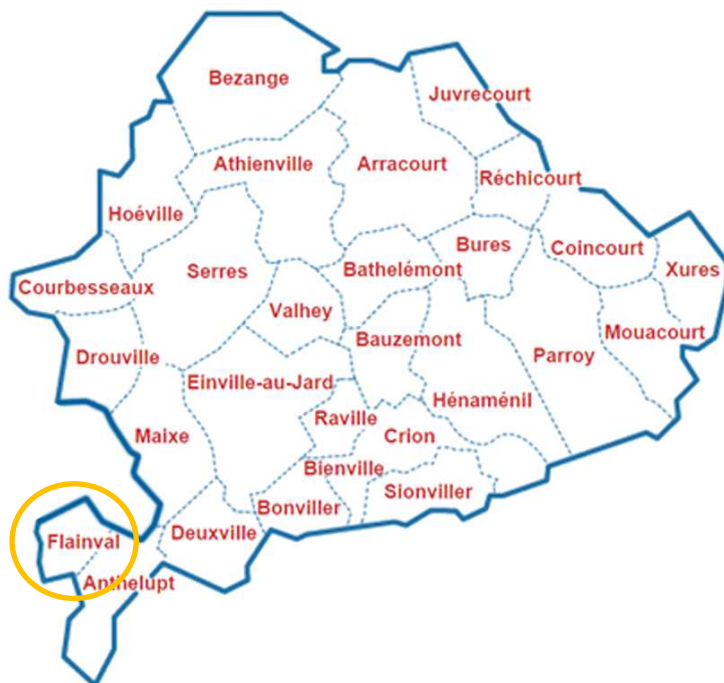 Bezange
Juvrecourt
Athienville
Arracourt
Réchicourt
Hoéville
Bures
Coincourt
Serres
Bathelémont
Xures
Courbesseaux
Valhey
Mouacourt
Bauzemont
Drouville
Parroy
Einville-au-Jard
Hénaménil
Raville
Maixe
Crion
Bienville
Sionviller
Bonviller
Deuxville
Flainval
Anthelupt